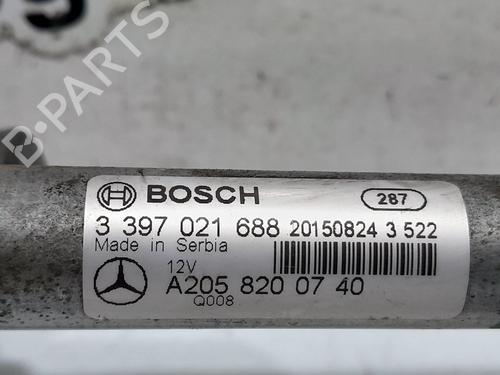 BOSCH
287
3 397 021 688 20150824 3 522
Made in Serbia
12V
A205 820 07 40
Q008
B-PARTS